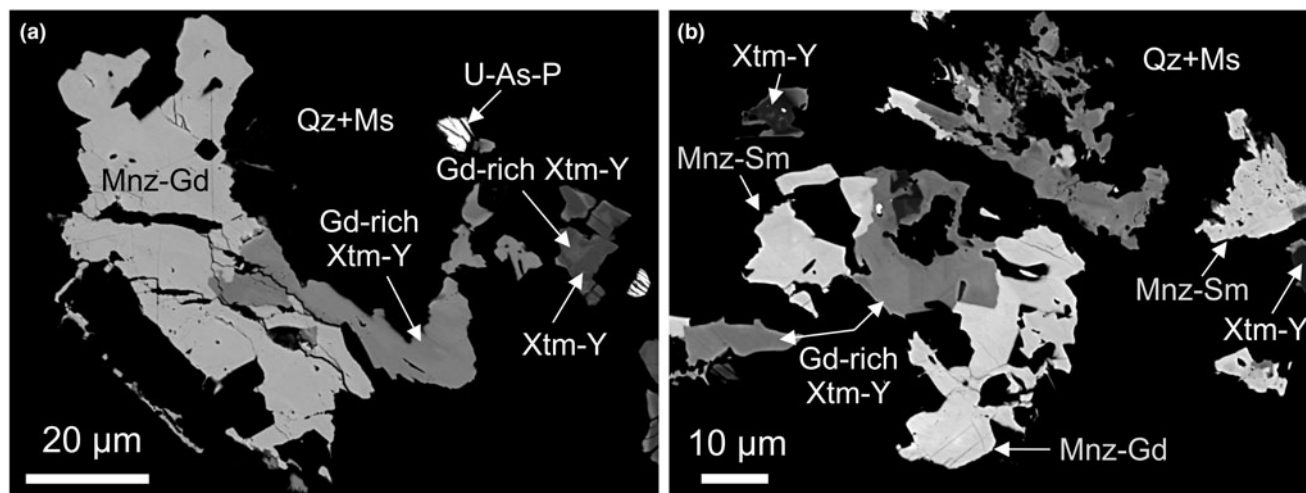 (a)
U-As-P
Qz+Ms
Gd-rich Xtm-Y
Mnz-Gd
Gd-rich
Xtm-Y
Xtm-Y
20 µm
(b)
Xtm-Y
Qz+Ms
Mnz-Sm
Mnz-Sm
Xtm-Y
Gd-rich
Xtm-Y
10 µm
Mnz-Gd